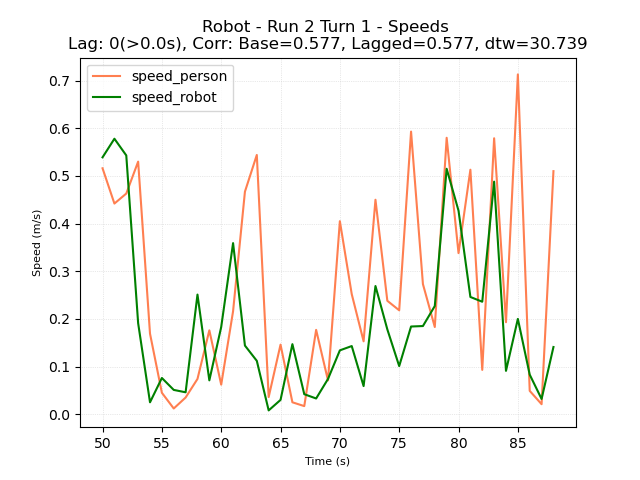 Robot - Run 2 Turn 1 - Speeds
Lag: 0(>0.0s), Corr: Base=0.577, Lagged=0.577, dtw=30.739
speed_person
speed_robot
0.7
0.6
0.5
0.4
0.3
0.2
0.1
0.0
Speed (m/s)
50 55 60 65 70 75 80 85
Time (s)